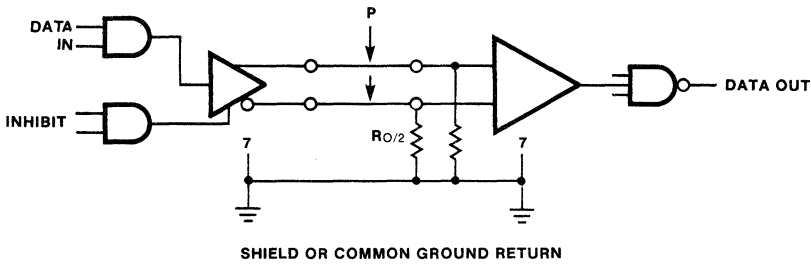 P
DATA
IN
INHIBIT
DATA OUT
RO/2
7
7
SHIELD OR COMMON GROUND RETURN